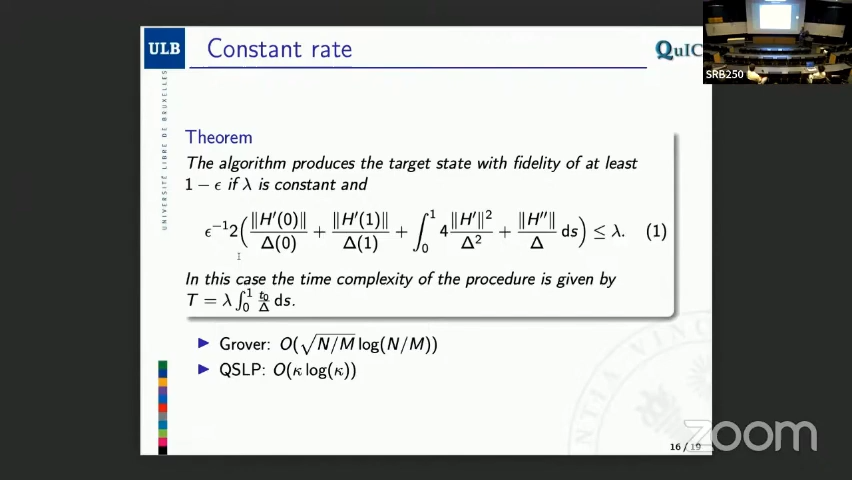 ULB
Constant rate
QuIC
SRB250
UNIVERSITÉ LIBRE DE BRUXELLES
Theorem
The algorithm produces the target state with fidelity of at least
1 − ϵ if λ is constant and
ϵ⁻¹2(‖H′(0)‖/Δ(0) + ‖H′(1)‖/Δ(1) + ∫₀¹ 4‖H′‖²/Δ² + ‖H″‖/Δ ds) ≤ λ. (1)
In this case the time complexity of the procedure is given by
T = λ ∫₀¹ t₀/Δ ds.
▶ Grover: O(√N/M log(N/M))
▶ QSLP: O(κ log(κ))
16 / 19
zoom